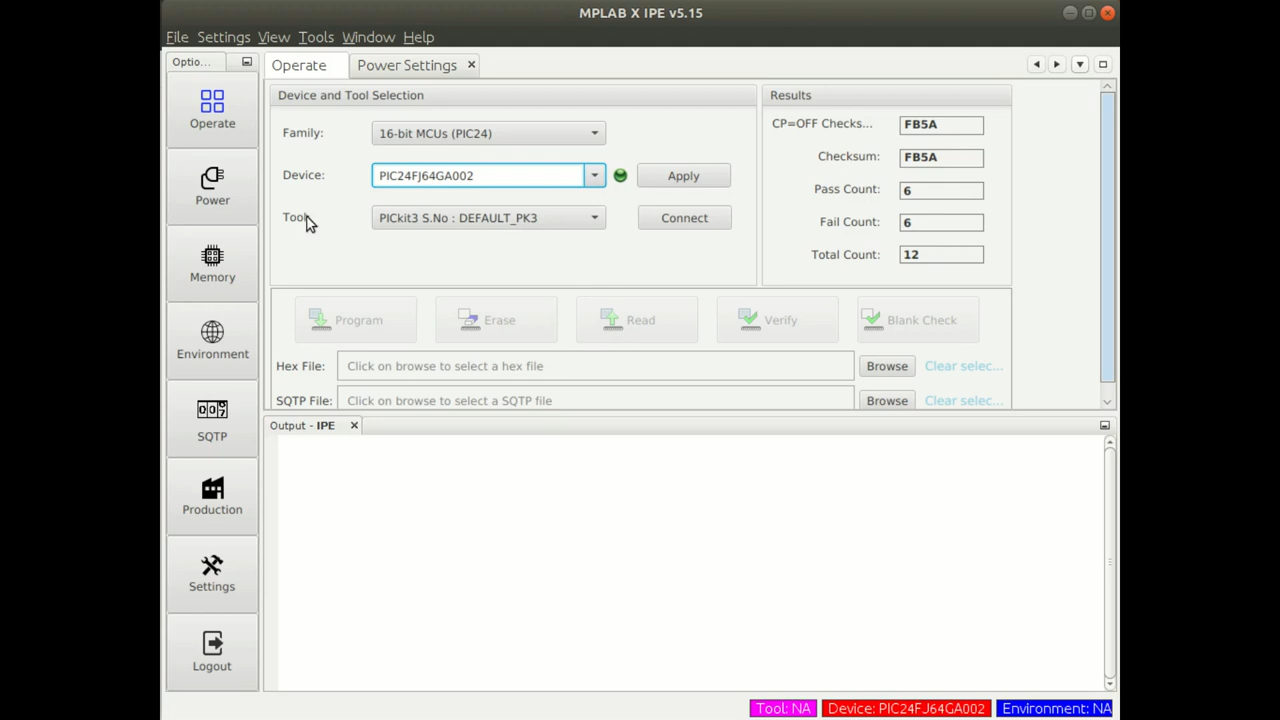 MPLAB X IPE v5.15
File Settings View Tools Window Help
Optio...
Operate
Power Settings
Operate
Power
Memory
Environment
SQTP
Production
Settings
Logout
Device and Tool Selection
Family: 16-bit MCUs (PIC24)
Device: PIC24FJ64GA002 Apply
Tool: PICkit3 S.No : DEFAULT_PK3 Connect
Results
CP=OFF Checks... FB5A
Checksum: FB5A
Pass Count: 6
Fail Count: 6
Total Count: 12
Program Erase Read Verify Blank Check
Hex File: Click on browse to select a hex file Browse Clear selec...
SQTP File: Click on browse to select a SQTP file Browse Clear selec...
Output - IPE
Tool: NA Device: PIC24FJ64GA002 Environment: NA